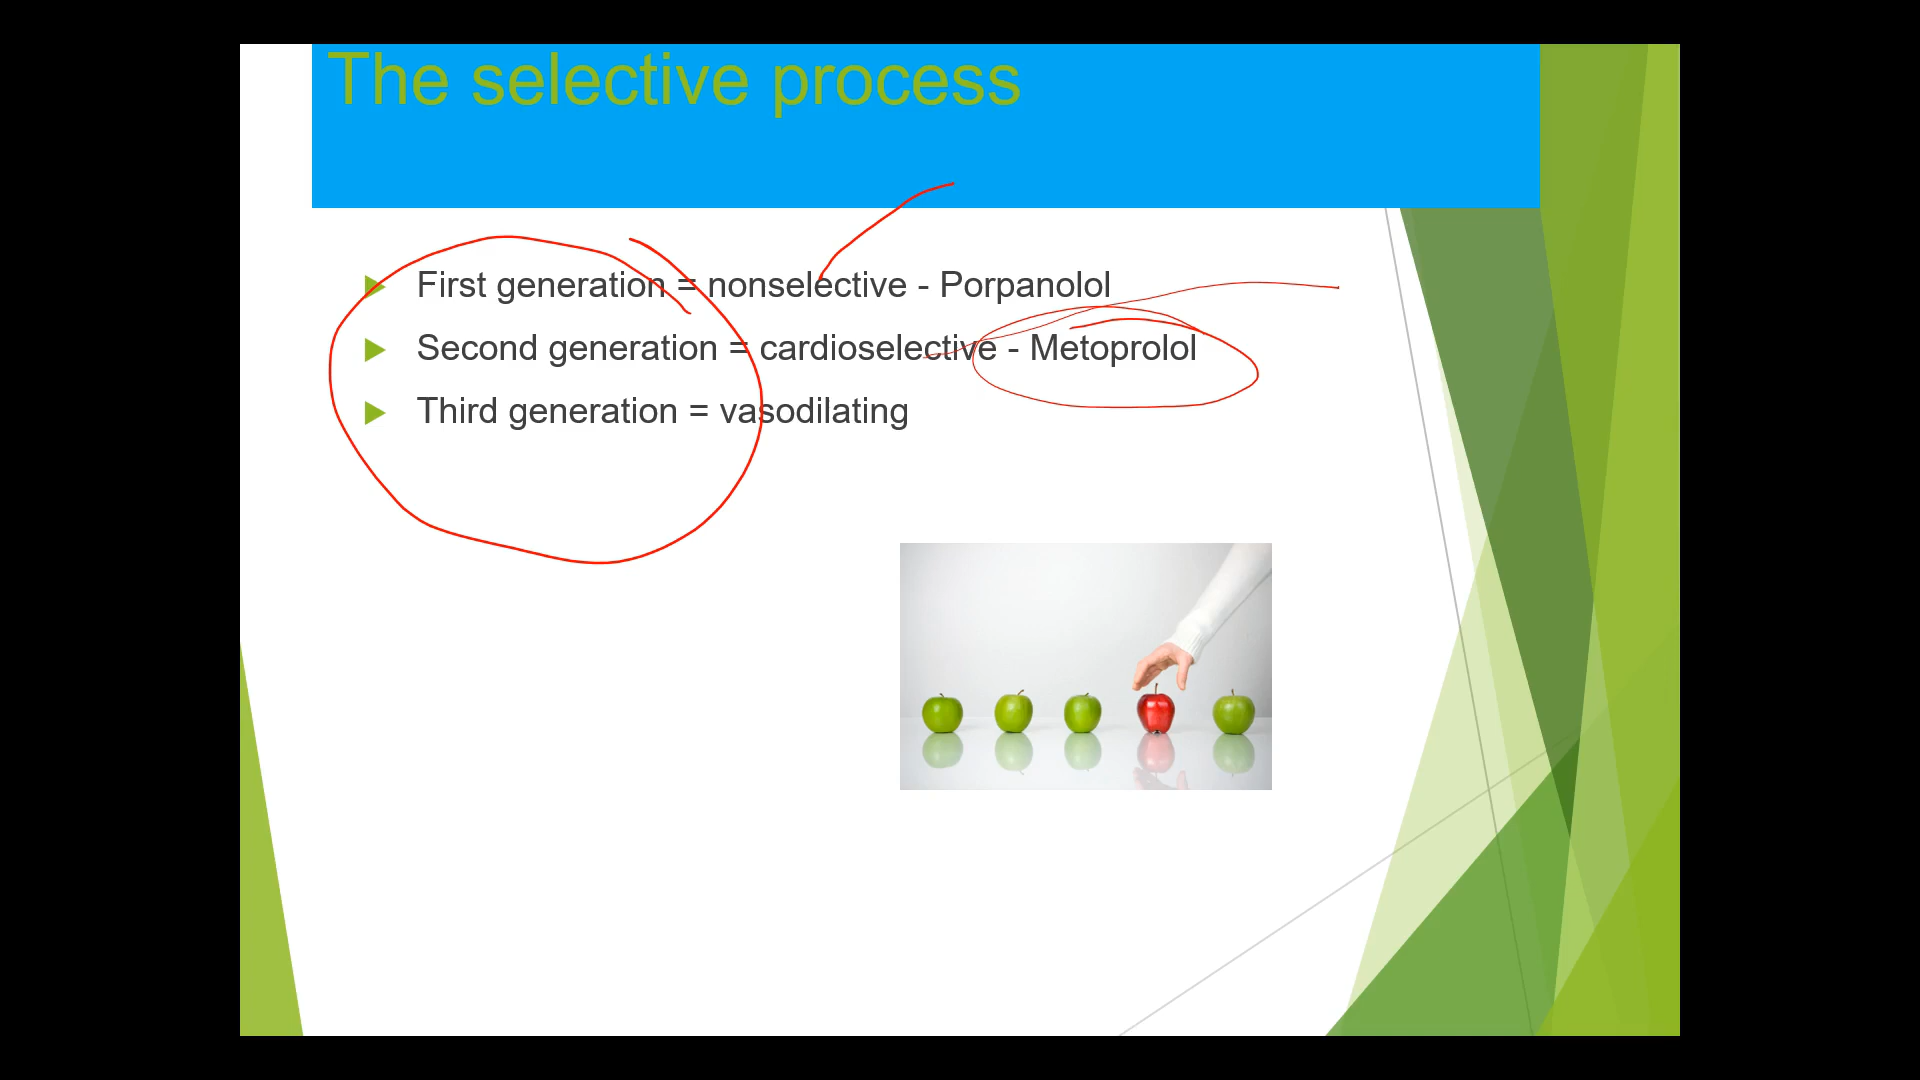 The selective process
First generation = nonselective - Porpanolol
Second generation = cardioselective - Metoprolol
Third generation = vasodilating